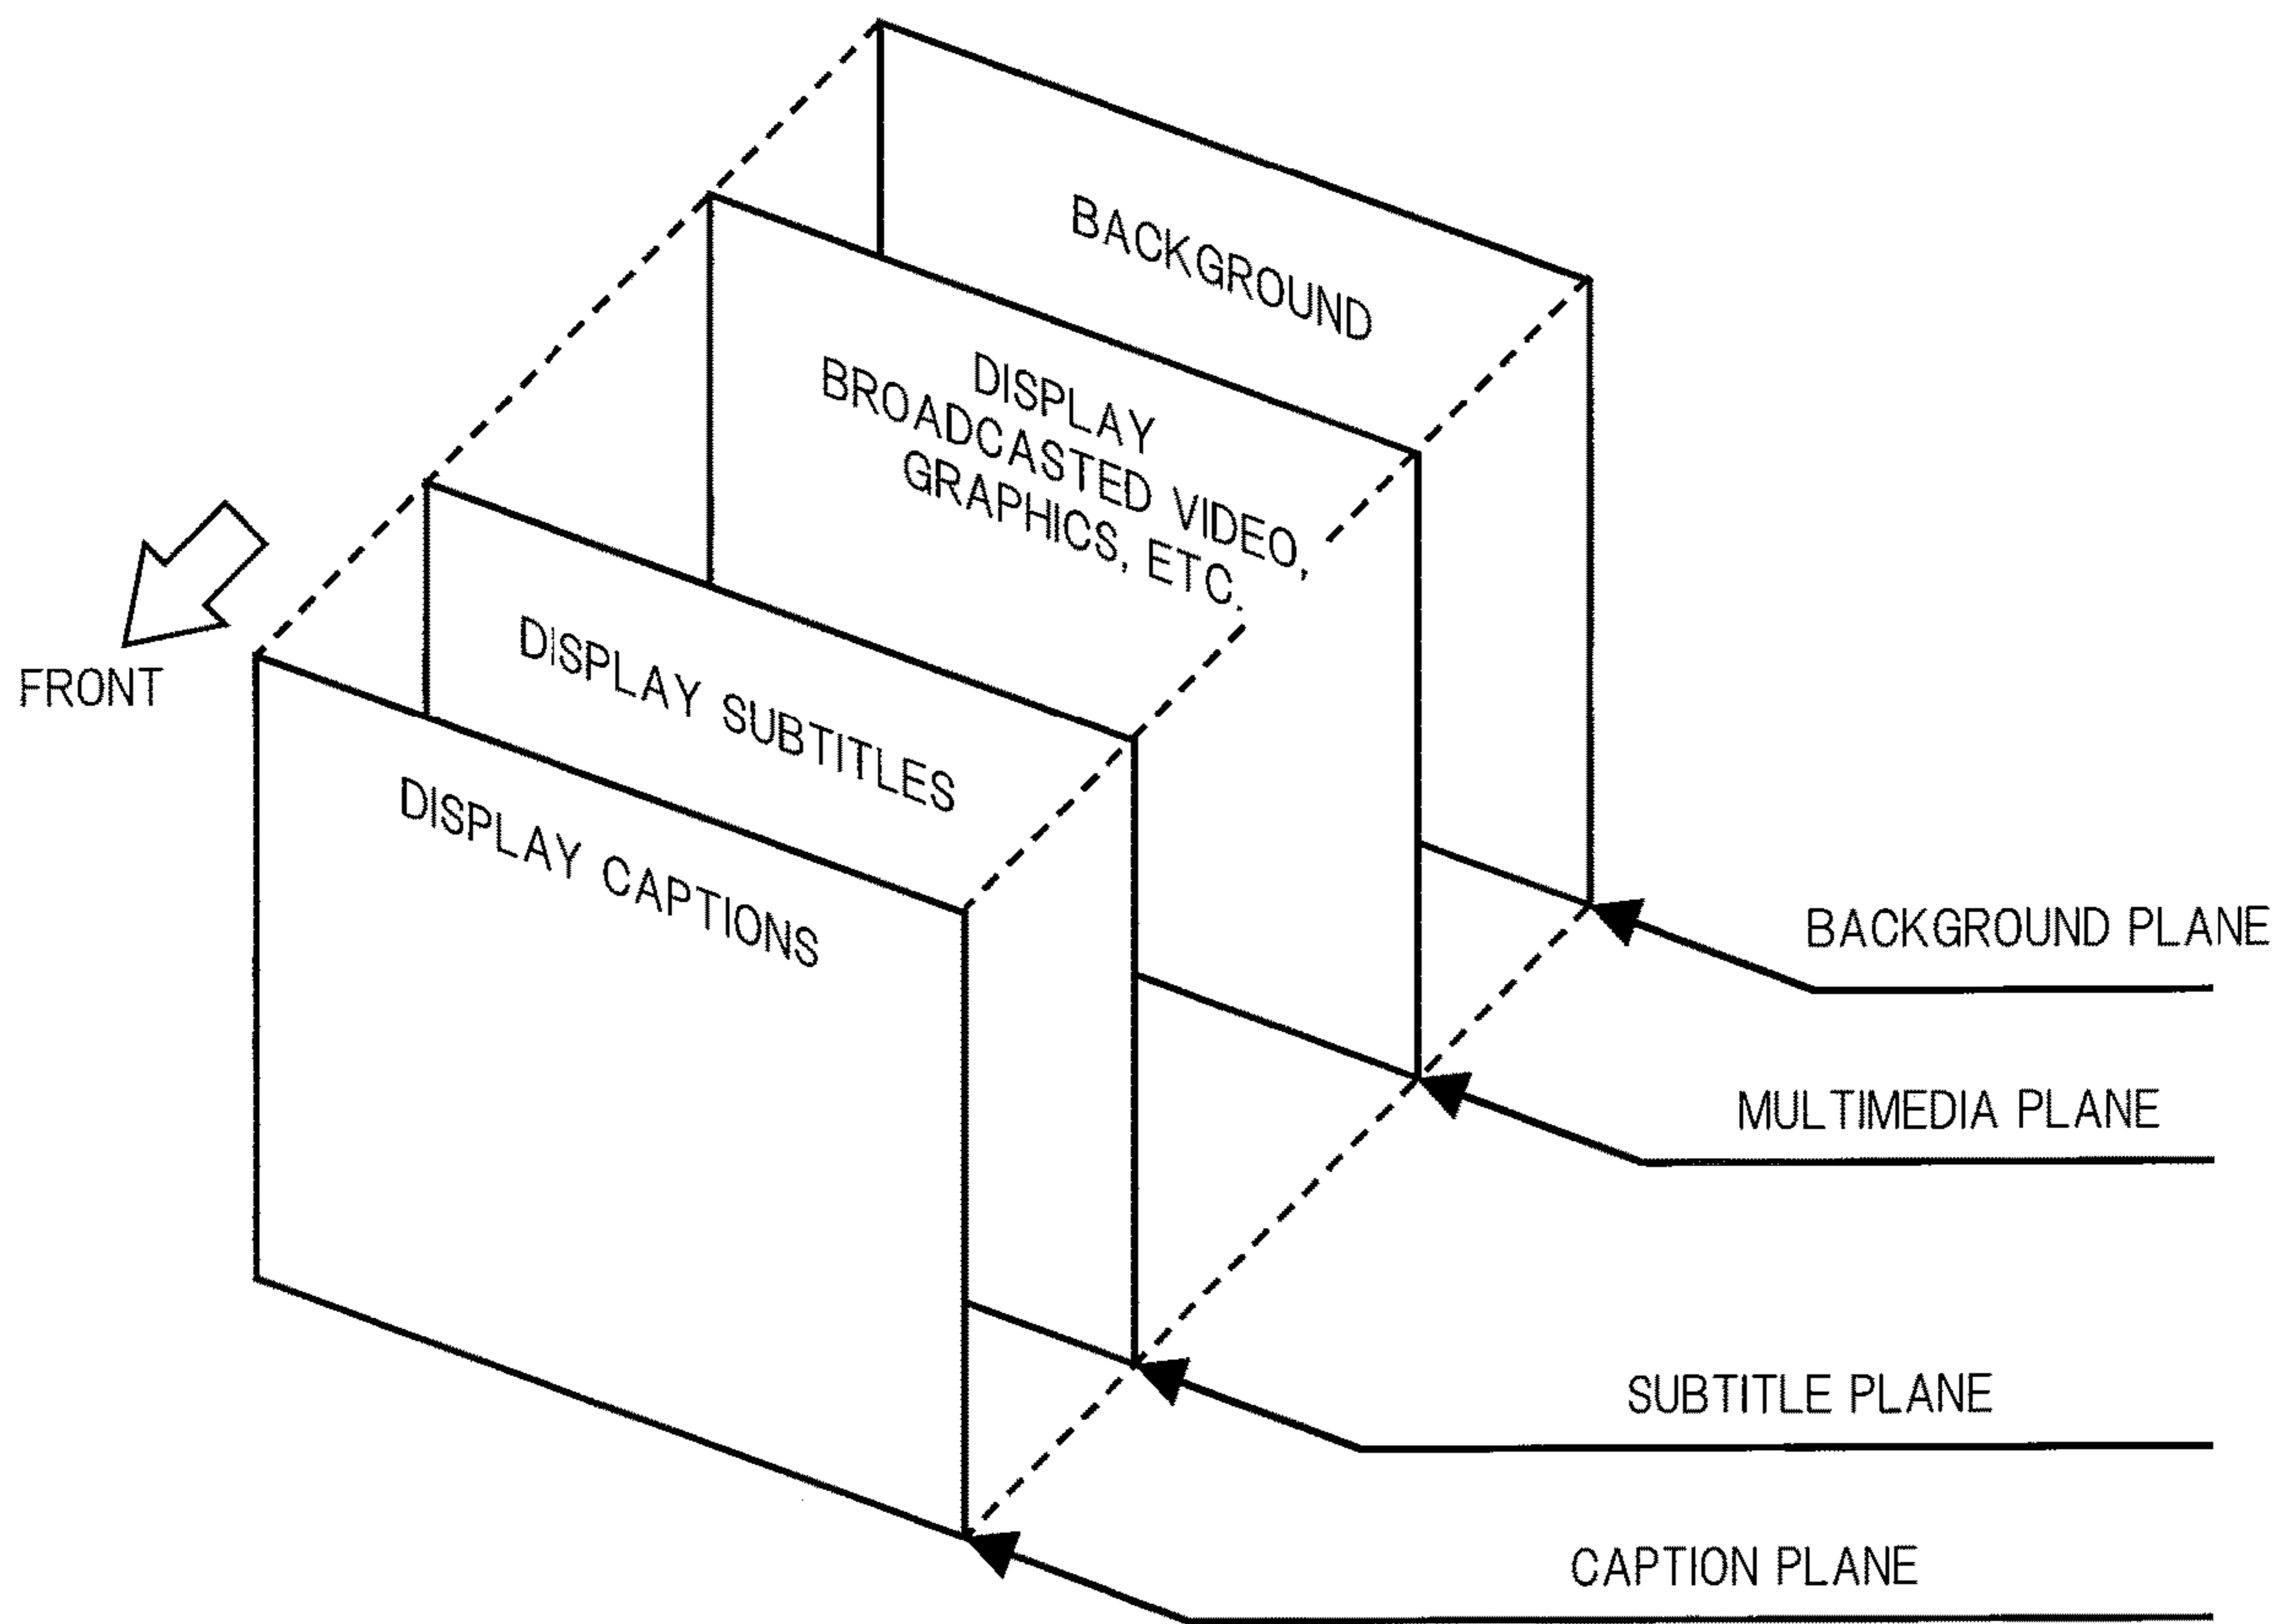 BACKGROUND
DISPLAY
BROADCASTED VIDEO,
GRAPHICS, ETC.
DISPLAY SUBTITLES
DISPLAY CAPTIONS
FRONT
BACKGROUND PLANE
MULTIMEDIA PLANE
SUBTITLE PLANE
CAPTION PLANE